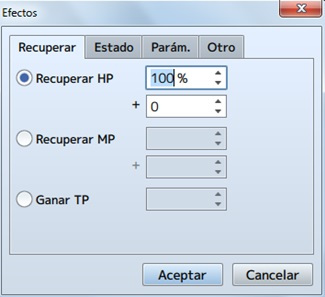 Efectos
Recuperar Estado Parám. Otro
Recuperar HP 100 %
+ 0
Recuperar MP
+
Ganar TP
Aceptar Cancelar